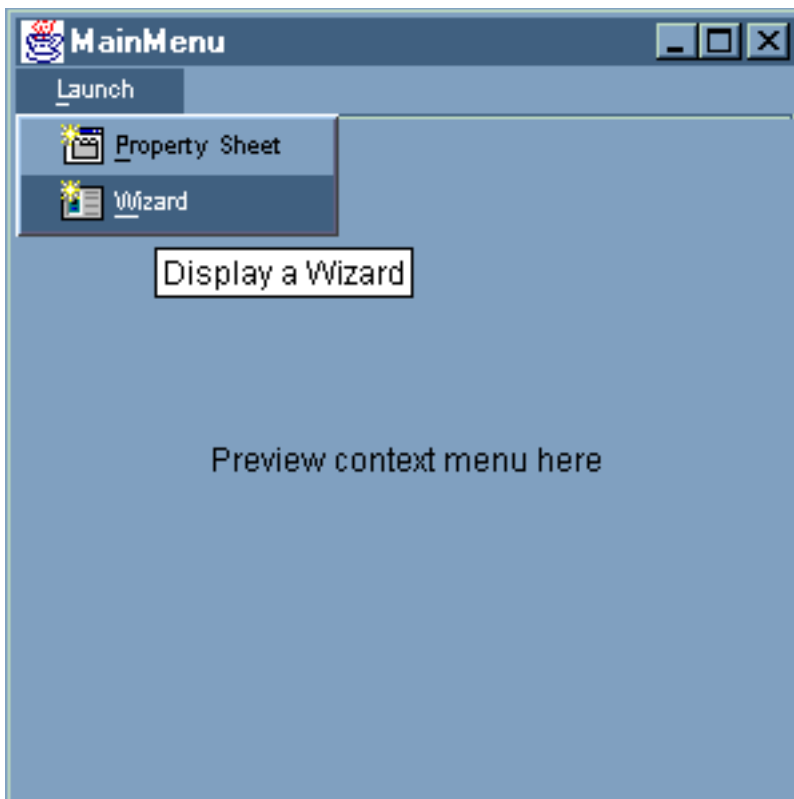 MainMenu
Launch
Property Sheet
Wizard
Display a Wizard
Preview context menu here